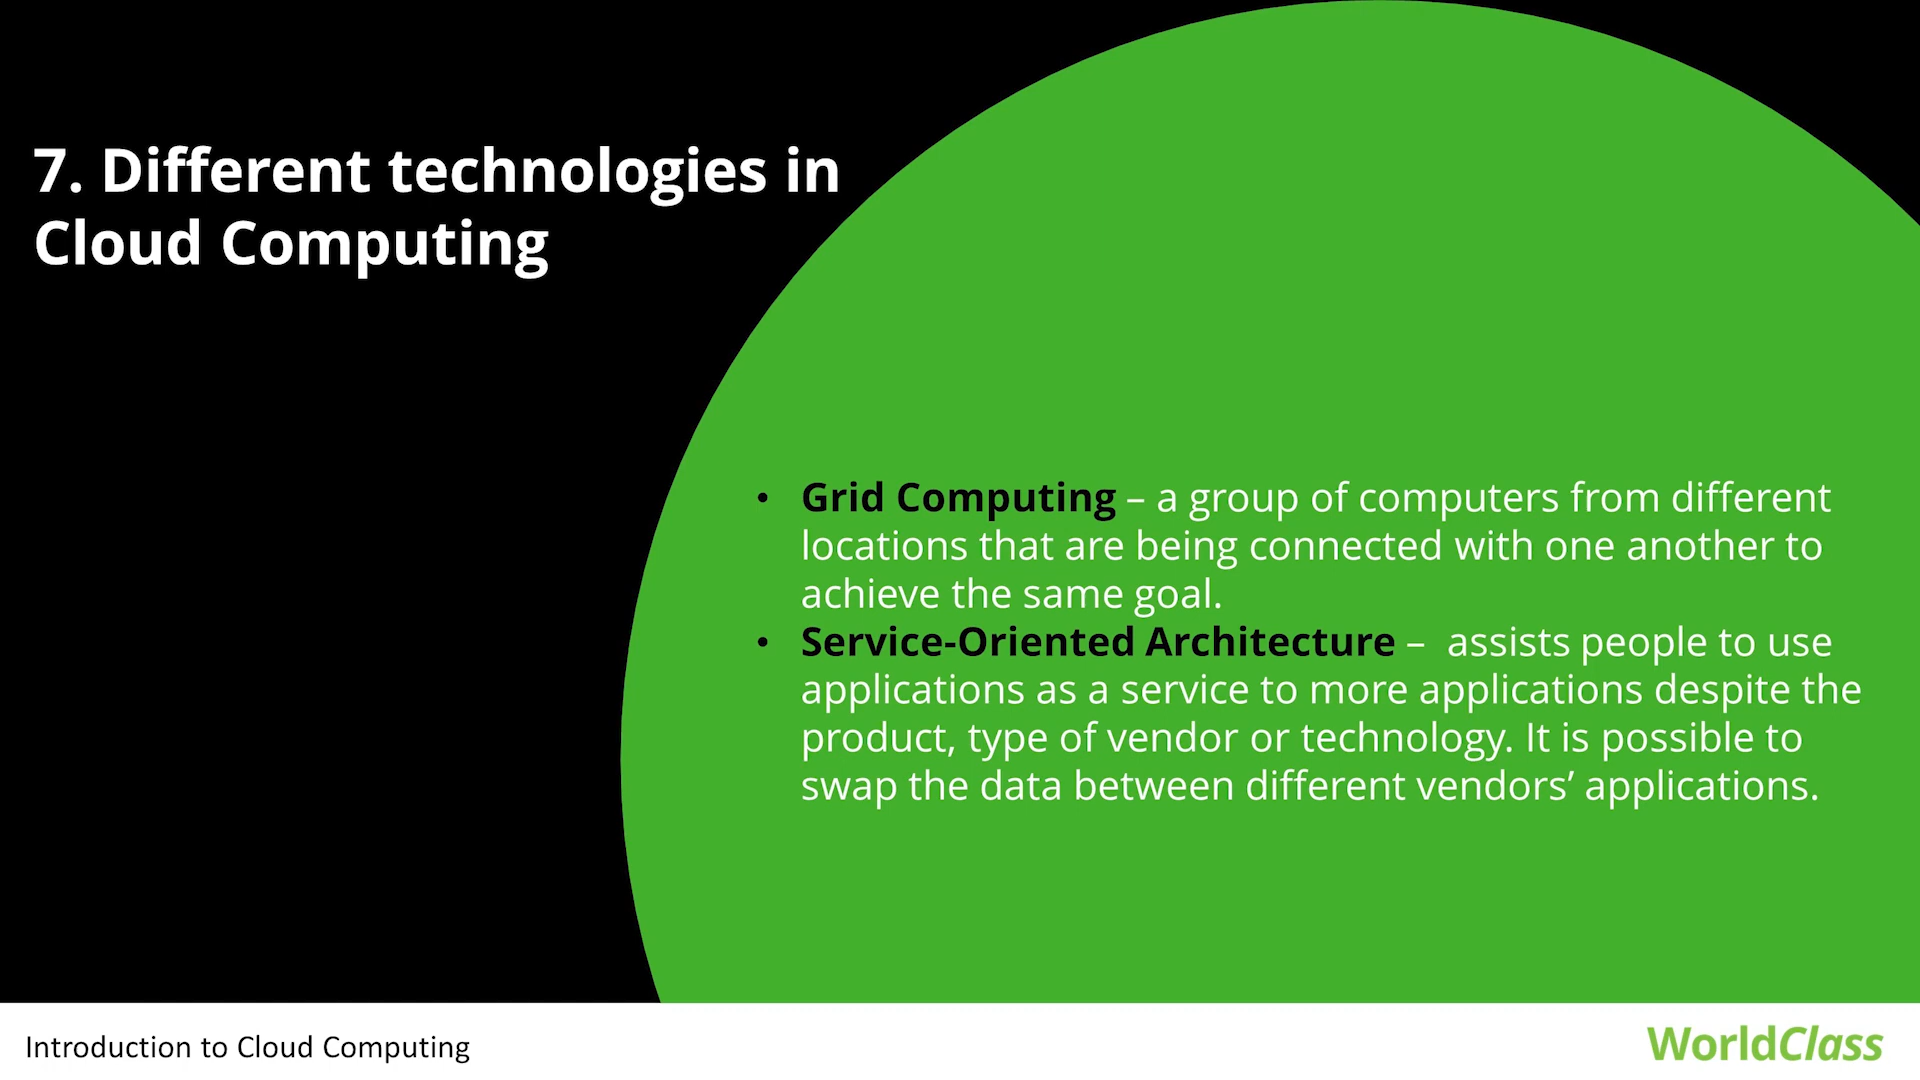 7. Different technologies in
Cloud Computing
• Grid Computing – a group of computers from different
locations that are being connected with one another to
achieve the same goal.
• Service-Oriented Architecture –  assists people to use
applications as a service to more applications despite the
product, type of vendor or technology. It is possible to
swap the data between different vendors’ applications.
Introduction to Cloud Computing
WorldClass